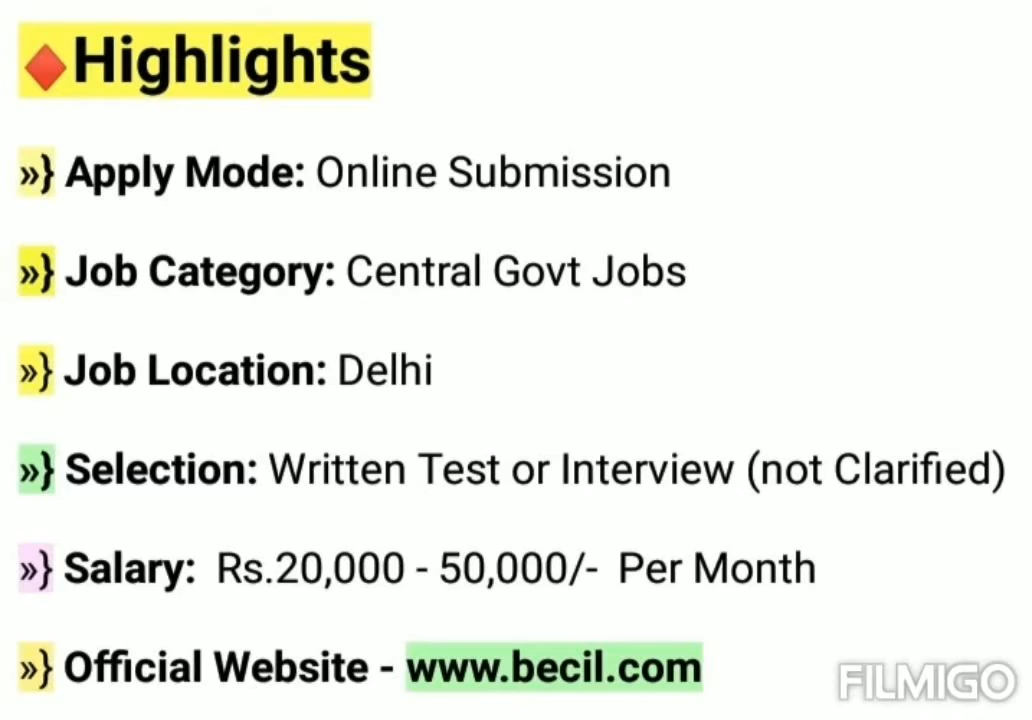 ♦Highlights
»} Apply Mode: Online Submission
»} Job Category: Central Govt Jobs
»} Job Location: Delhi
»} Selection: Written Test or Interview (not Clarified)
»} Salary: Rs.20,000 - 50,000/- Per Month
»} Official Website - www.becil.com
FILMIGO